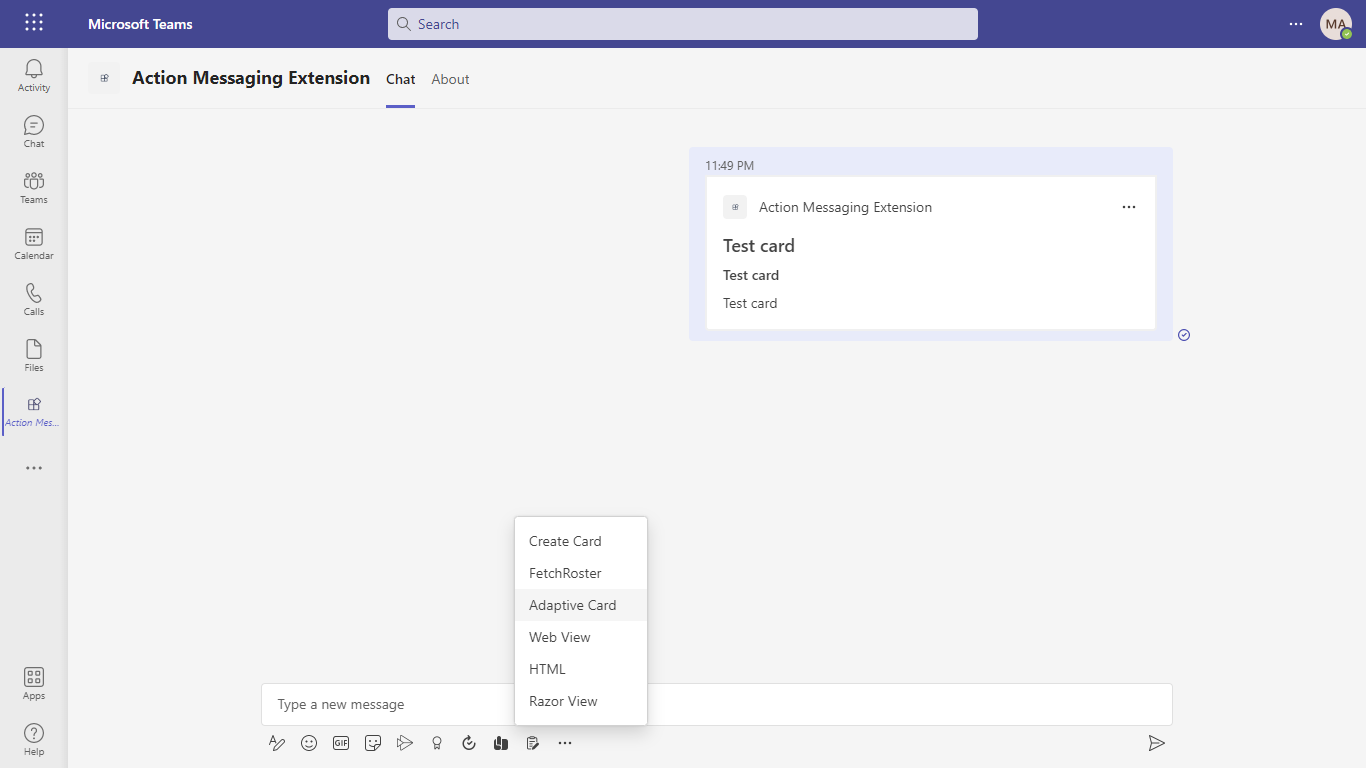 Microsoft Teams
Search
MA
Activity
Chat
Teams
Calendar
Calls
Files
Action Mes...
Apps
Help
Action Messaging Extension
Chat
About
11:49 PM
Action Messaging Extension
Test card
Test card
Test card
Create Card
FetchRoster
Adaptive Card
Web View
HTML
Razor View
Type a new message
GIF